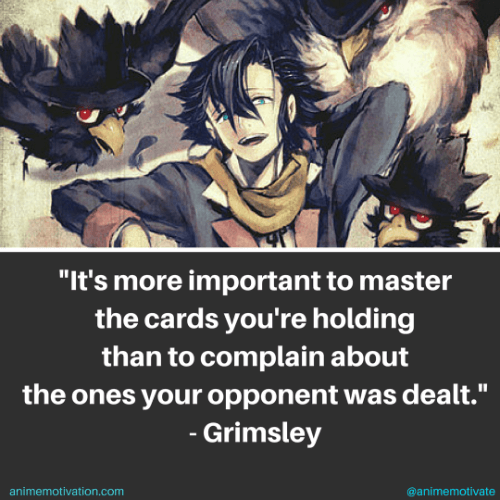 "It's more important to master
the cards you're holding
than to complain about
the ones your opponent was dealt."
- Grimsley
animemotivation.com
@animemotivate